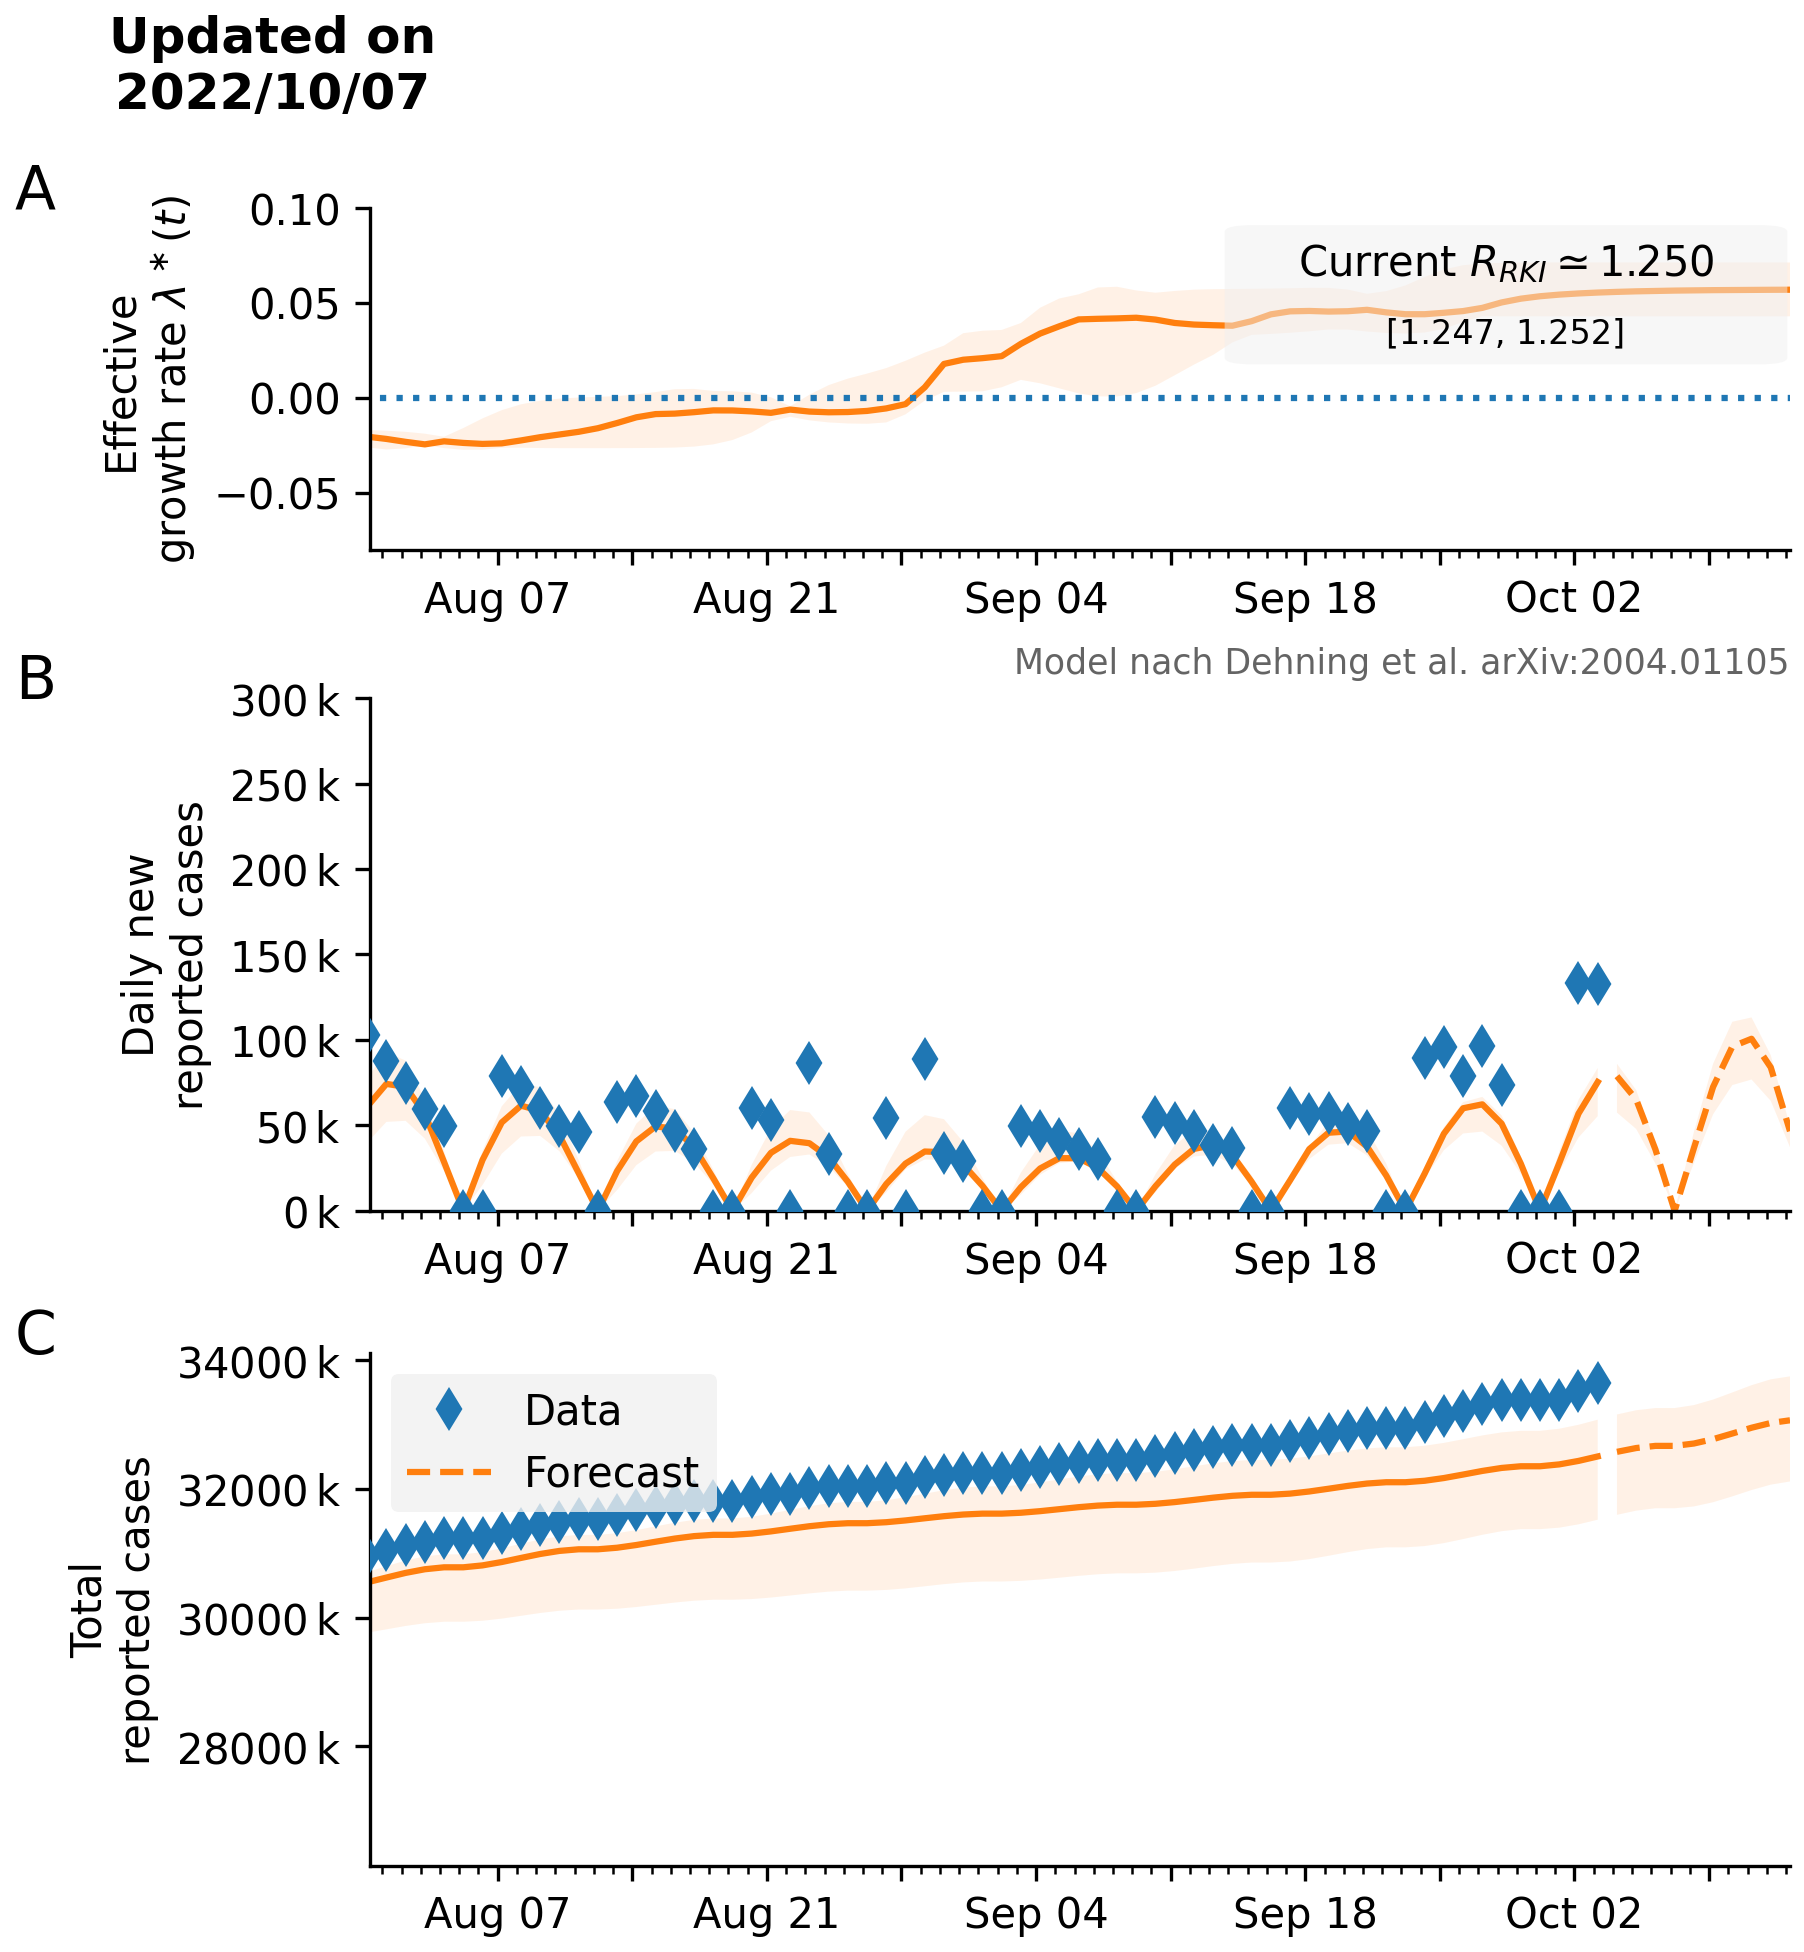 Updated on
2022/10/07
A
Effective
growth rate λ * (t)
0.10
0.05
0.00
−0.05
Current R_RKI ≃ 1.250
[1.247, 1.252]
Aug 07 Aug 21 Sep 04 Sep 18 Oct 02
Model nach Dehning et al. arXiv:2004.01105
B
Daily new
reported cases
300 k
250 k
200 k
150 k
100 k
50 k
0 k
Aug 07 Aug 21 Sep 04 Sep 18 Oct 02
C
Total
reported cases
34000 k
32000 k
30000 k
28000 k
Data
Forecast
Aug 07 Aug 21 Sep 04 Sep 18 Oct 02